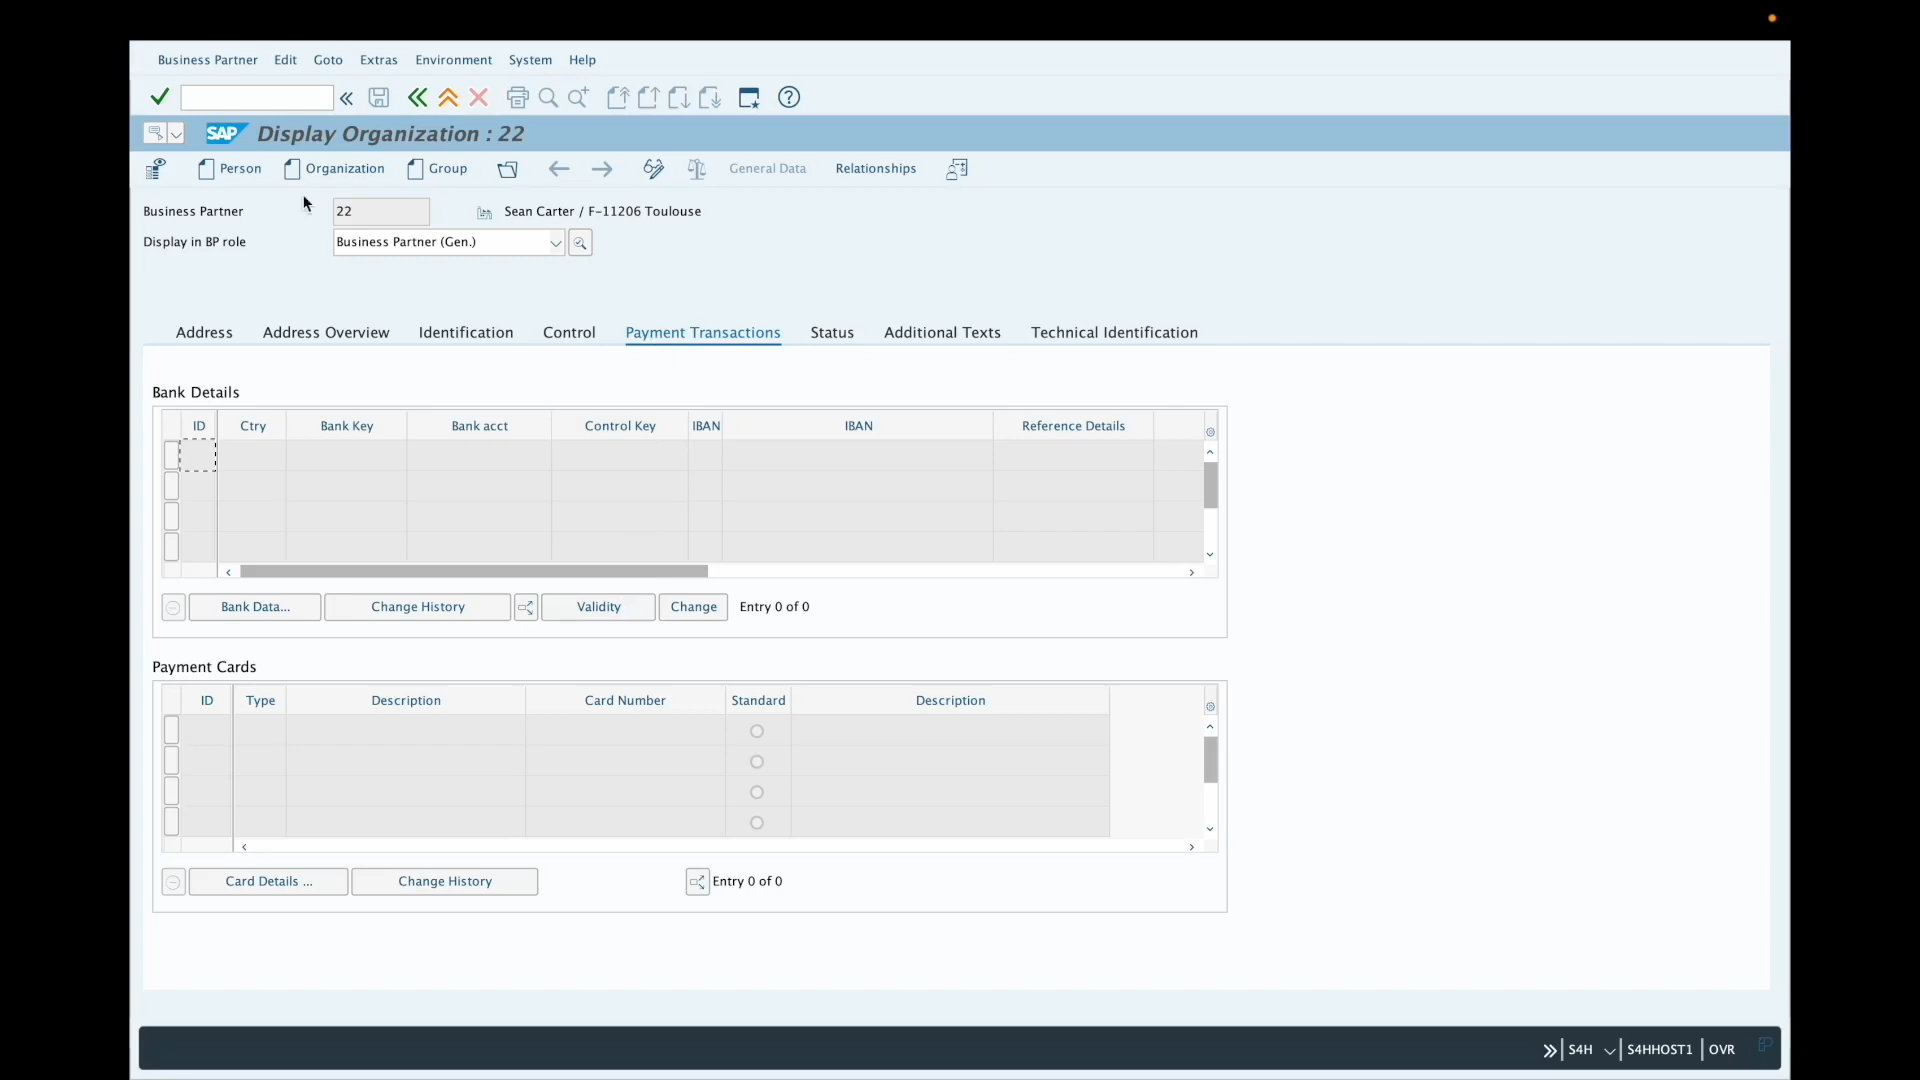 Business Partner Edit Goto Extras Environment System Help
SAP Display Organization : 22
Person Organization Group General Data Relationships
Business Partner 22 Sean Carter / F-11206 Toulouse
Display in BP role Business Partner (Gen.)
Address Address Overview Identification Control Payment Transactions Status Additional Texts Technical Identification
Bank Details
ID Ctry Bank Key Bank acct Control Key IBAN IBAN Reference Details
Bank Data... Change History Validity Change Entry 0 of 0
Payment Cards
ID Type Description Card Number Standard Description
Card Details ... Change History Entry 0 of 0
S4H S4HHOST1 OVR